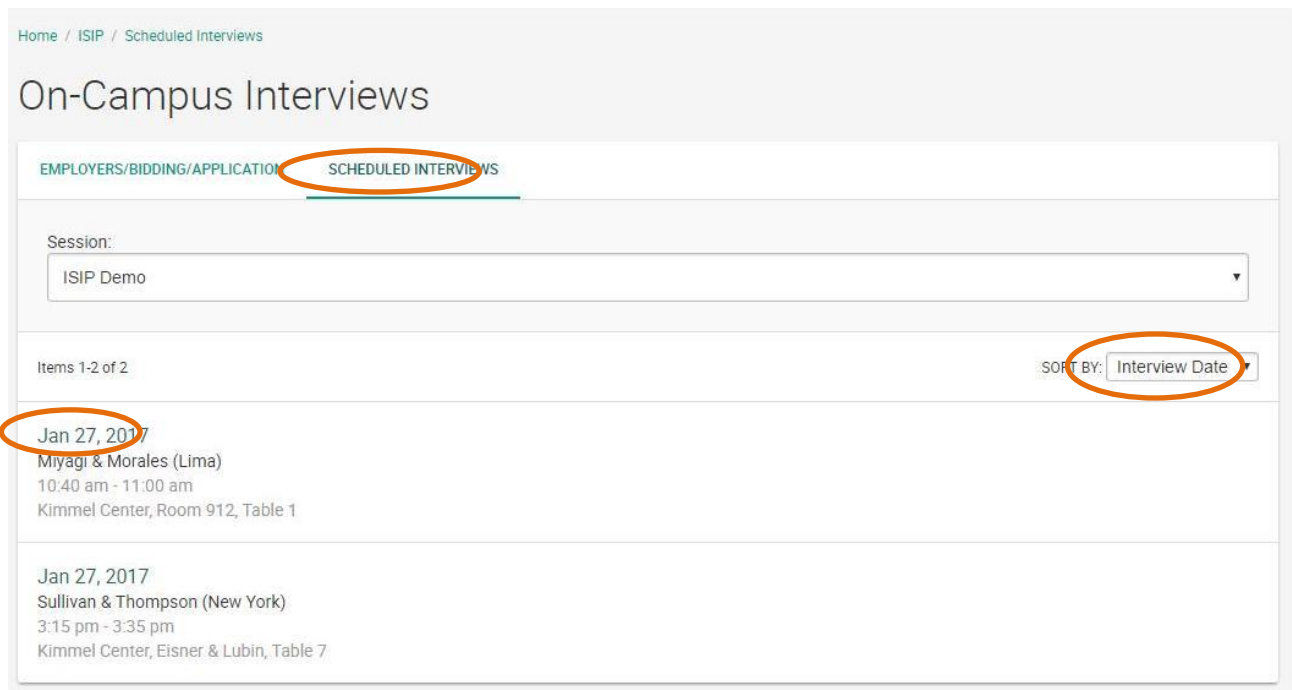 Home / ISIP / Scheduled Interviews
On-Campus Interviews
EMPLOYERS/BIDDING/APPLICATION SCHEDULED INTERVIEWS
Session:
ISIP Demo
Items 1-2 of 2 SORT BY: Interview Date
Jan 27, 2017
Miyagi & Morales (Lima)
10:40 am - 11:00 am
Kimmel Center, Room 912, Table 1
Jan 27, 2017
Sullivan & Thompson (New York)
3:15 pm - 3:35 pm
Kimmel Center, Eisner & Lubin, Table 7